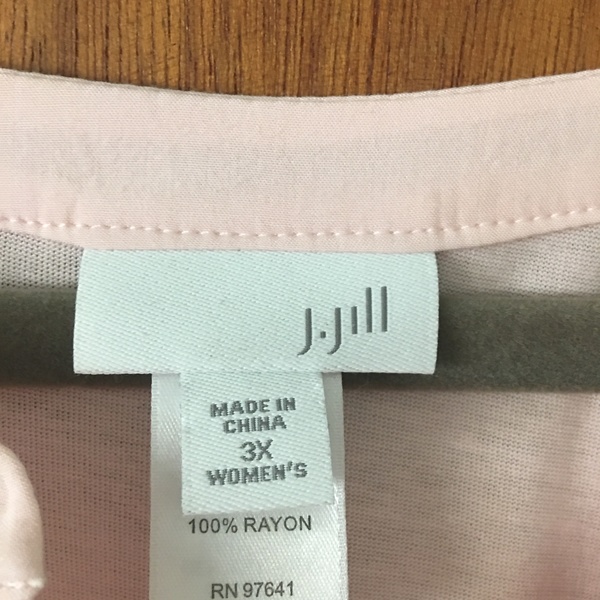 J.Jill
MADE IN
CHINA
3X
WOMEN'S
100% RAYON
RN 97641